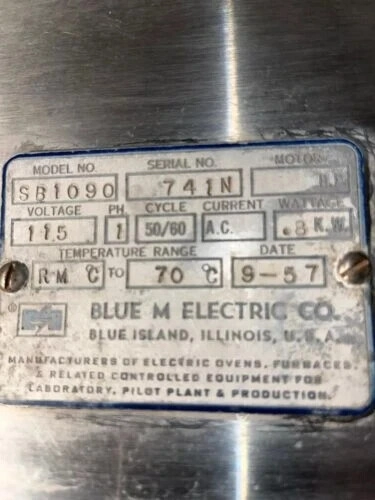 MODEL NO. SERIAL NO. MOTOR
SB1090 741N H.P.
VOLTAGE PH CYCLE CURRENT WATTAGE
115 1 50/60 A.C. .8 K.W.
TEMPERATURE RANGE DATE
R-M °C TO 70 °C 9-57
® BLUE M ELECTRIC CO.
BLUE ISLAND, ILLINOIS, U.S.A.
MANUFACTURERS OF ELECTRIC OVENS, FURNACES,
& RELATED CONTROLLED EQUIPMENT FOR
LABORATORY, PILOT PLANT & PRODUCTION.